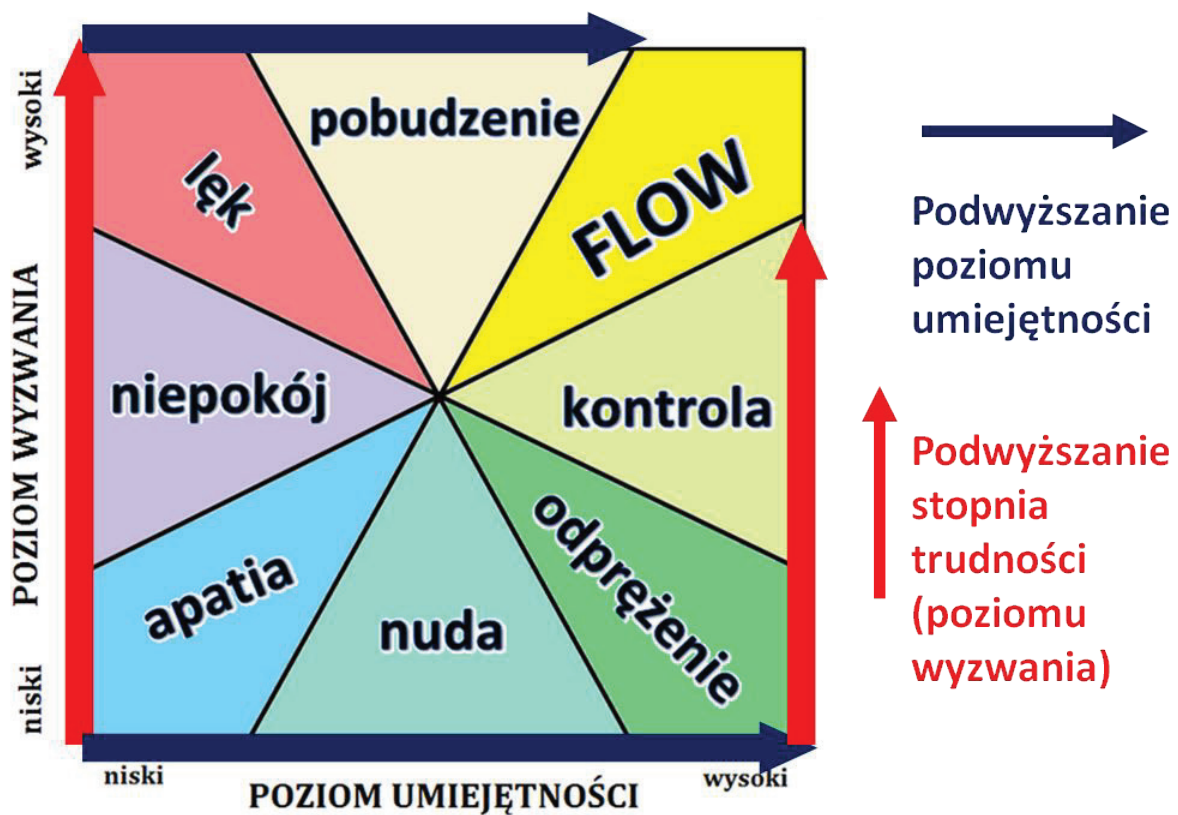 wysoki
POZIOM WYZWANIA
niski
lęk
pobudzenie
FLOW
niepokój
kontrola
apatia
nuda
odprężenie
niski
wysoki
POZIOM UMIEJĘTNOŚCI
Podwyższanie
poziomu
umiejętności
Podwyższanie
stopnia
trudności
(poziomu
wyzwania)